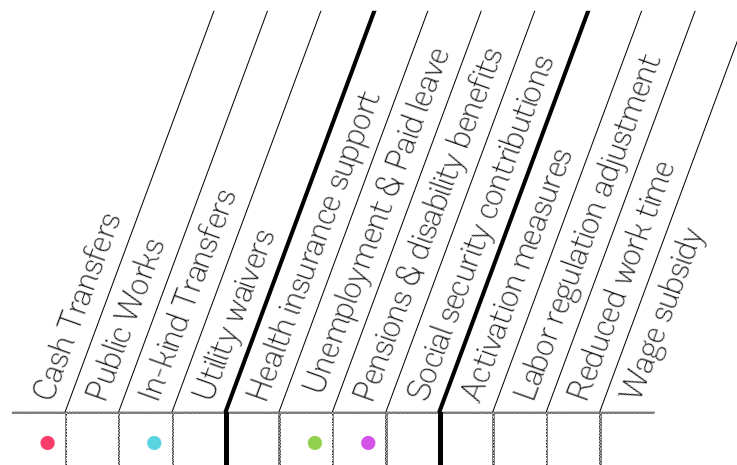 Cash Transfers
Public Works
In-kind Transfers
Utility waivers
Health insurance support
Unemployment & Paid leave
Pensions & disability benefits
Social security contributions
Activation measures
Labor regulation adjustment
Reduced work time
Wage subsidy